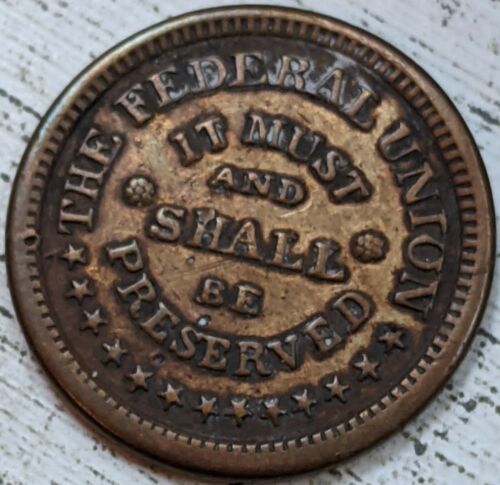 THE FEDERAL UNION
IT MUST
AND
SHALL
BE
PRESERVED